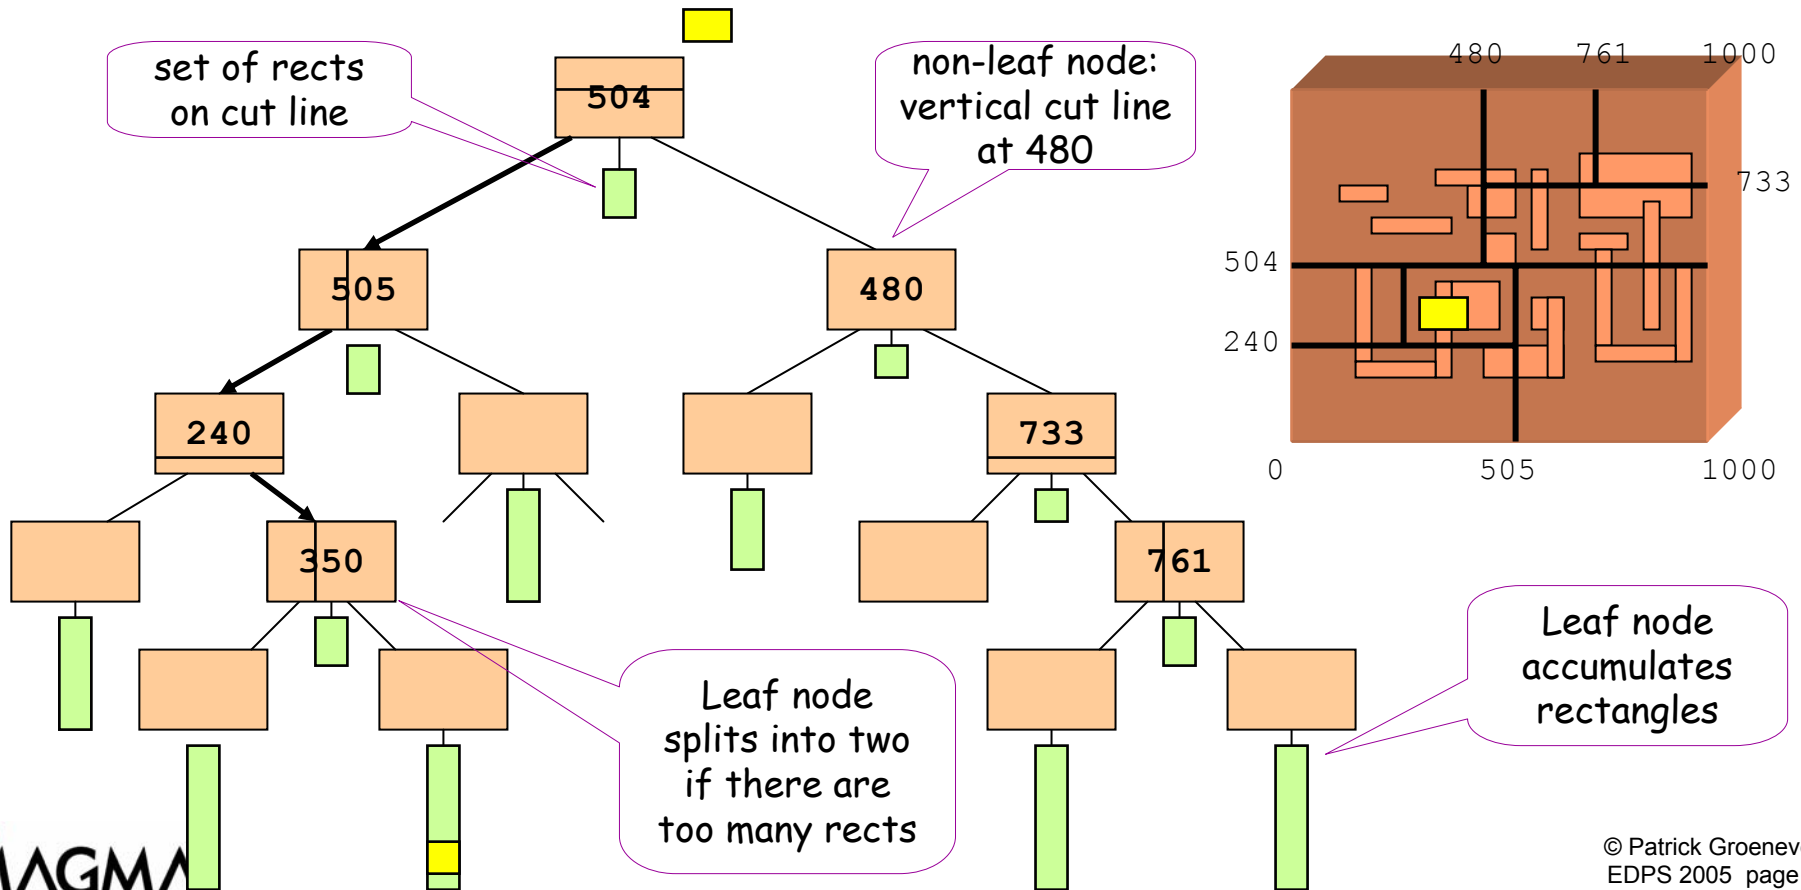 set of rects
on cut line
504
non-leaf node:
vertical cut line
at 480
480 761 1000
733
504
240
0 505 1000
505
480
240
733
350
761
Leaf node
splits into two
if there are
too many rects
Leaf node
accumulates
rectangles
MAGMA
© Patrick Groenev
EDPS 2005 page